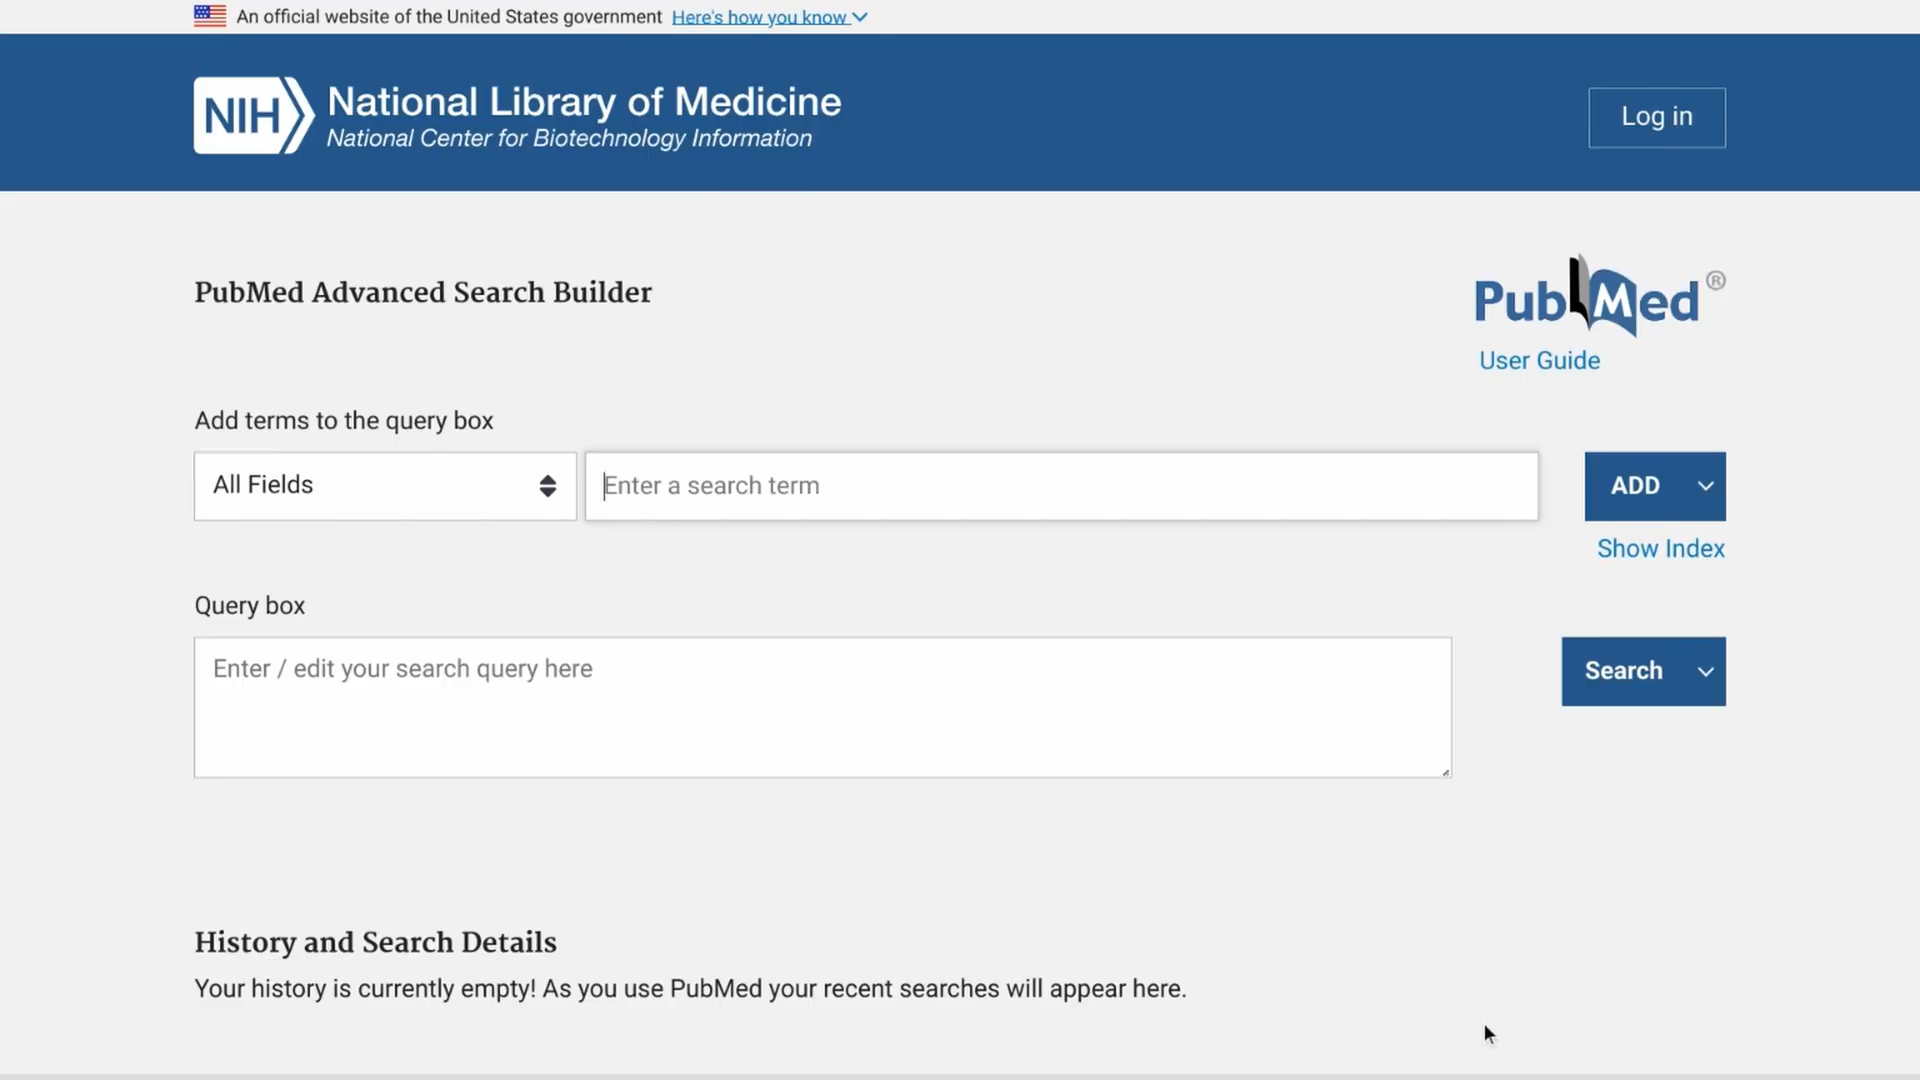 An official website of the United States government Here's how you know
NIH National Library of Medicine
National Center for Biotechnology Information
Log in
PubMed Advanced Search Builder
PubMed ®
User Guide
Add terms to the query box
All Fields
Enter a search term
ADD
Show Index
Query box
Enter / edit your search query here
Search
History and Search Details
Your history is currently empty! As you use PubMed your recent searches will appear here.